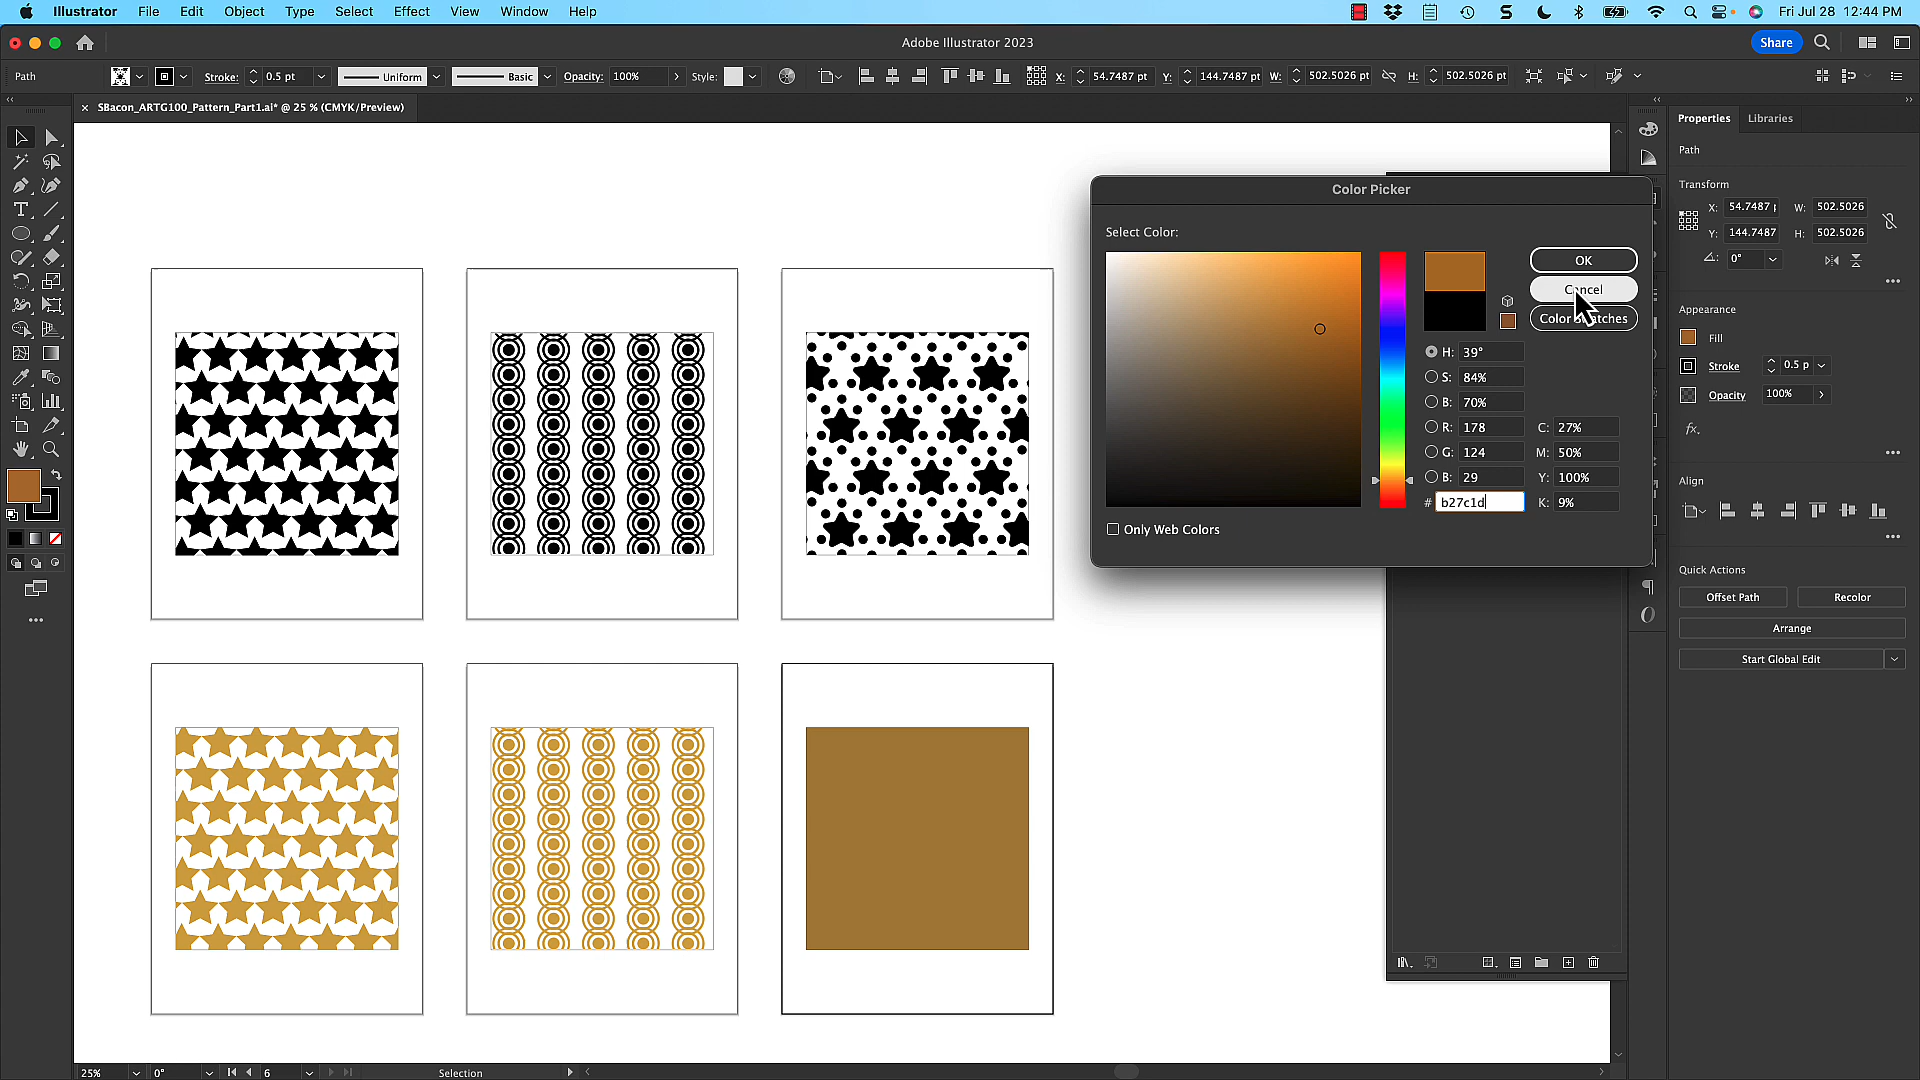 Illustrator File Edit Object Type Select Effect View Window Help Fri Jul 28 12:44 PM
Adobe Illustrator 2023 Share
Path Stroke: 0.5 pt Uniform Basic Opacity: 100% Style: X: 54.7487 pt Y: 144.7487 pt W: 502.5026 pt H: 502.5026 pt
SBacon_ARTG100_Pattern_Part1.ai* @ 25 % (CMYK/Preview)
Properties Libraries
Path
Transform
X: 54.7487 W: 502.5026
Y: 144.7487 H: 502.5026
0°
Appearance
Fill
Stroke 0.5 p
Opacity 100%
fx.
Align
Quick Actions
Offset Path Recolor
Arrange
Start Global Edit
Color Picker
Select Color:
OK
Cancel
H: 39°
S: 84%
B: 70%
R: 178 C: 27%
G: 124 M: 50%
B: 29 Y: 100%
# b27c1d K: 9%
Only Web Colors
25% 0° 6 Selection